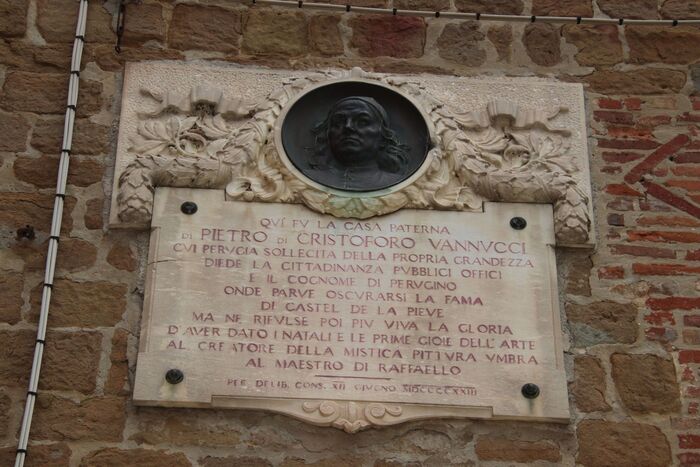 QVÍ FV LA CASA PATERNA
DI PIETRO DI CRISTOFORO VANNVCCI
CVI PERVGIA SOLLECITA DELLA PROPRIA GRANDEZZA
DIEDE LA CITTADINANZA PVBBLICI OFFICI
E IL COGNOME DI PERVGINO
ONDE PARVE OSCVRARSI LA FAMA
DI CASTEL DE LA PIEVE
MA NE RIFVLSE POI PIV VIVA LA GLORIA
D'AVER DATO I NATALI E LE PRIME GIOIE DELL'ARTE
AL CREATORE DELLA MISTICA PITTVRA VMBRA
AL MAESTRO DI RAFFAELLO
PER DELIB. CONS. XII GIVGNO MDCCCCXXIII